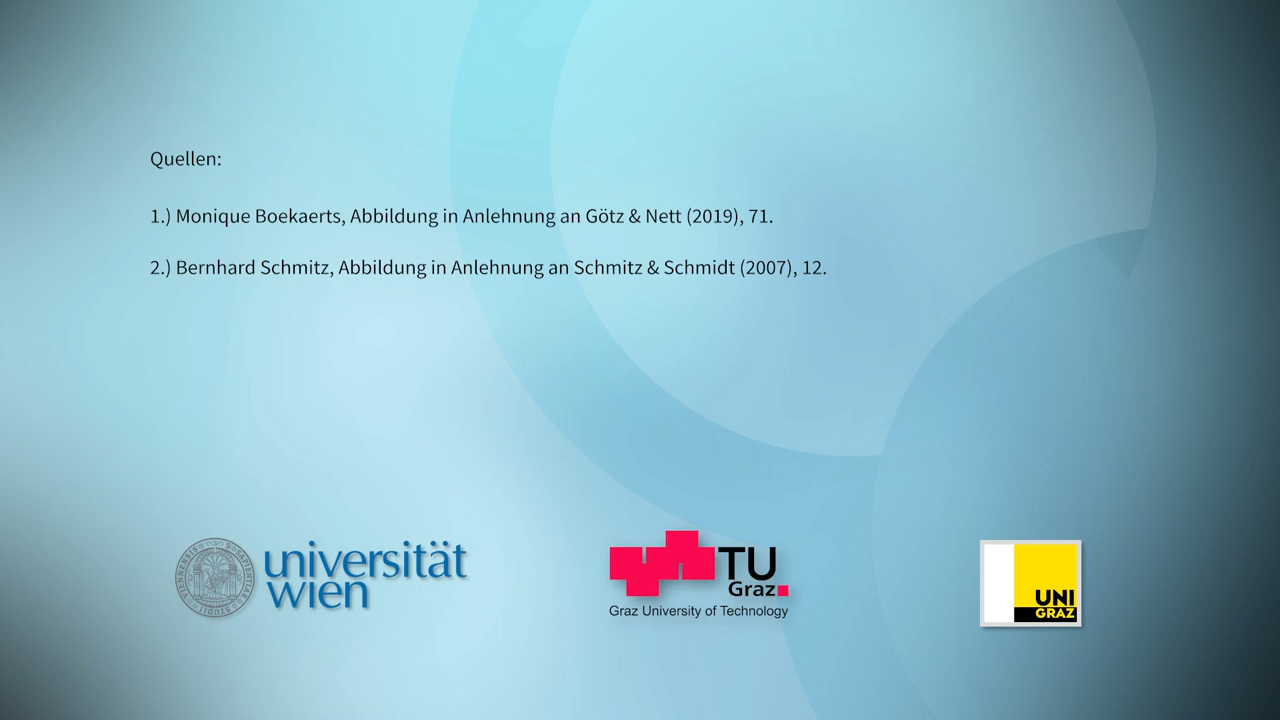 Quellen:
1.) Monique Boekaerts, Abbildung in Anlehnung an Götz & Nett (2019), 71.
2.) Bernhard Schmitz, Abbildung in Anlehnung an Schmitz & Schmidt (2007), 12.
universität
wien
TU
Graz
Graz University of Technology
UNI
GRAZ